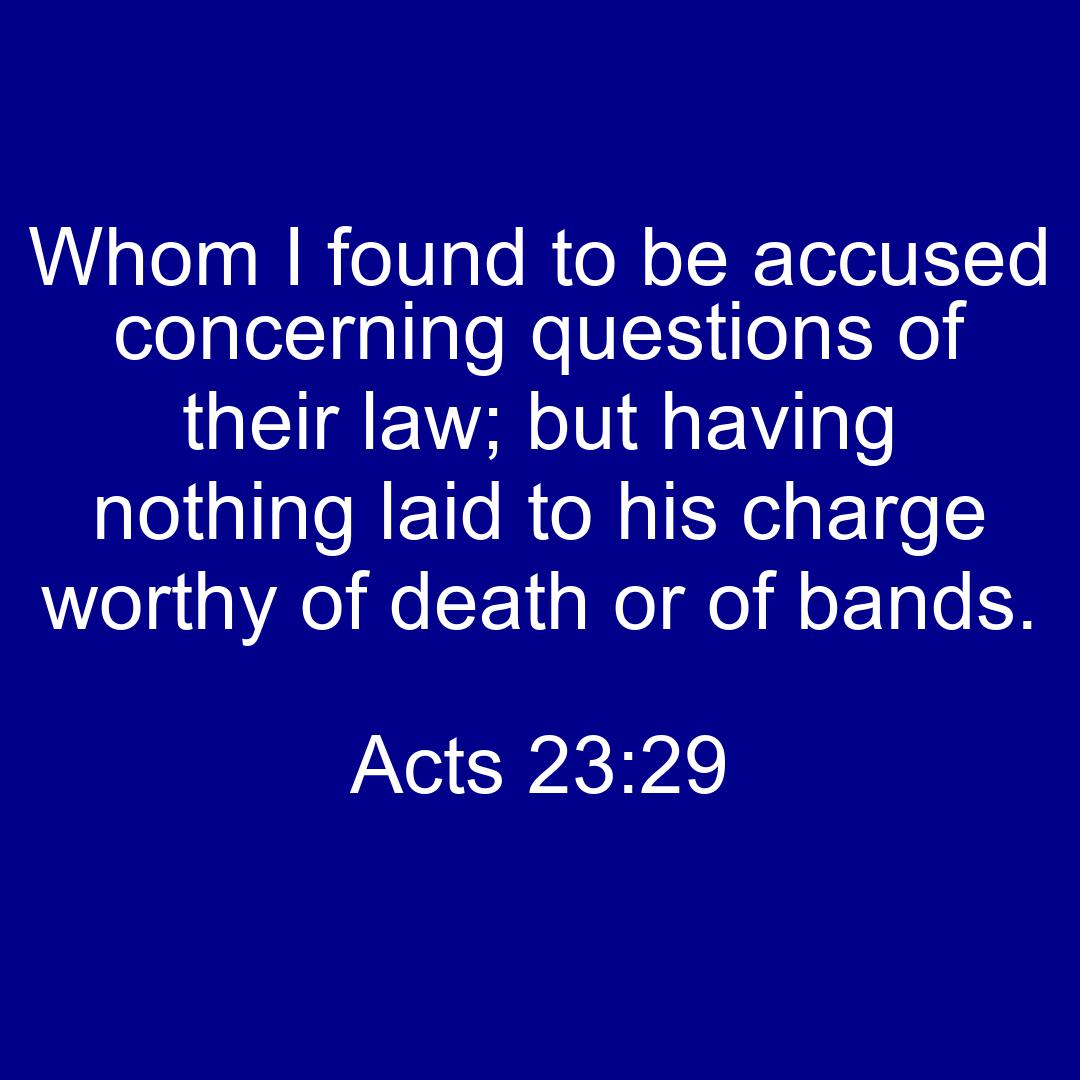 Whom I found to be accused
concerning questions of
their law; but having
nothing laid to his charge
worthy of death or of bands.
Acts 23:29